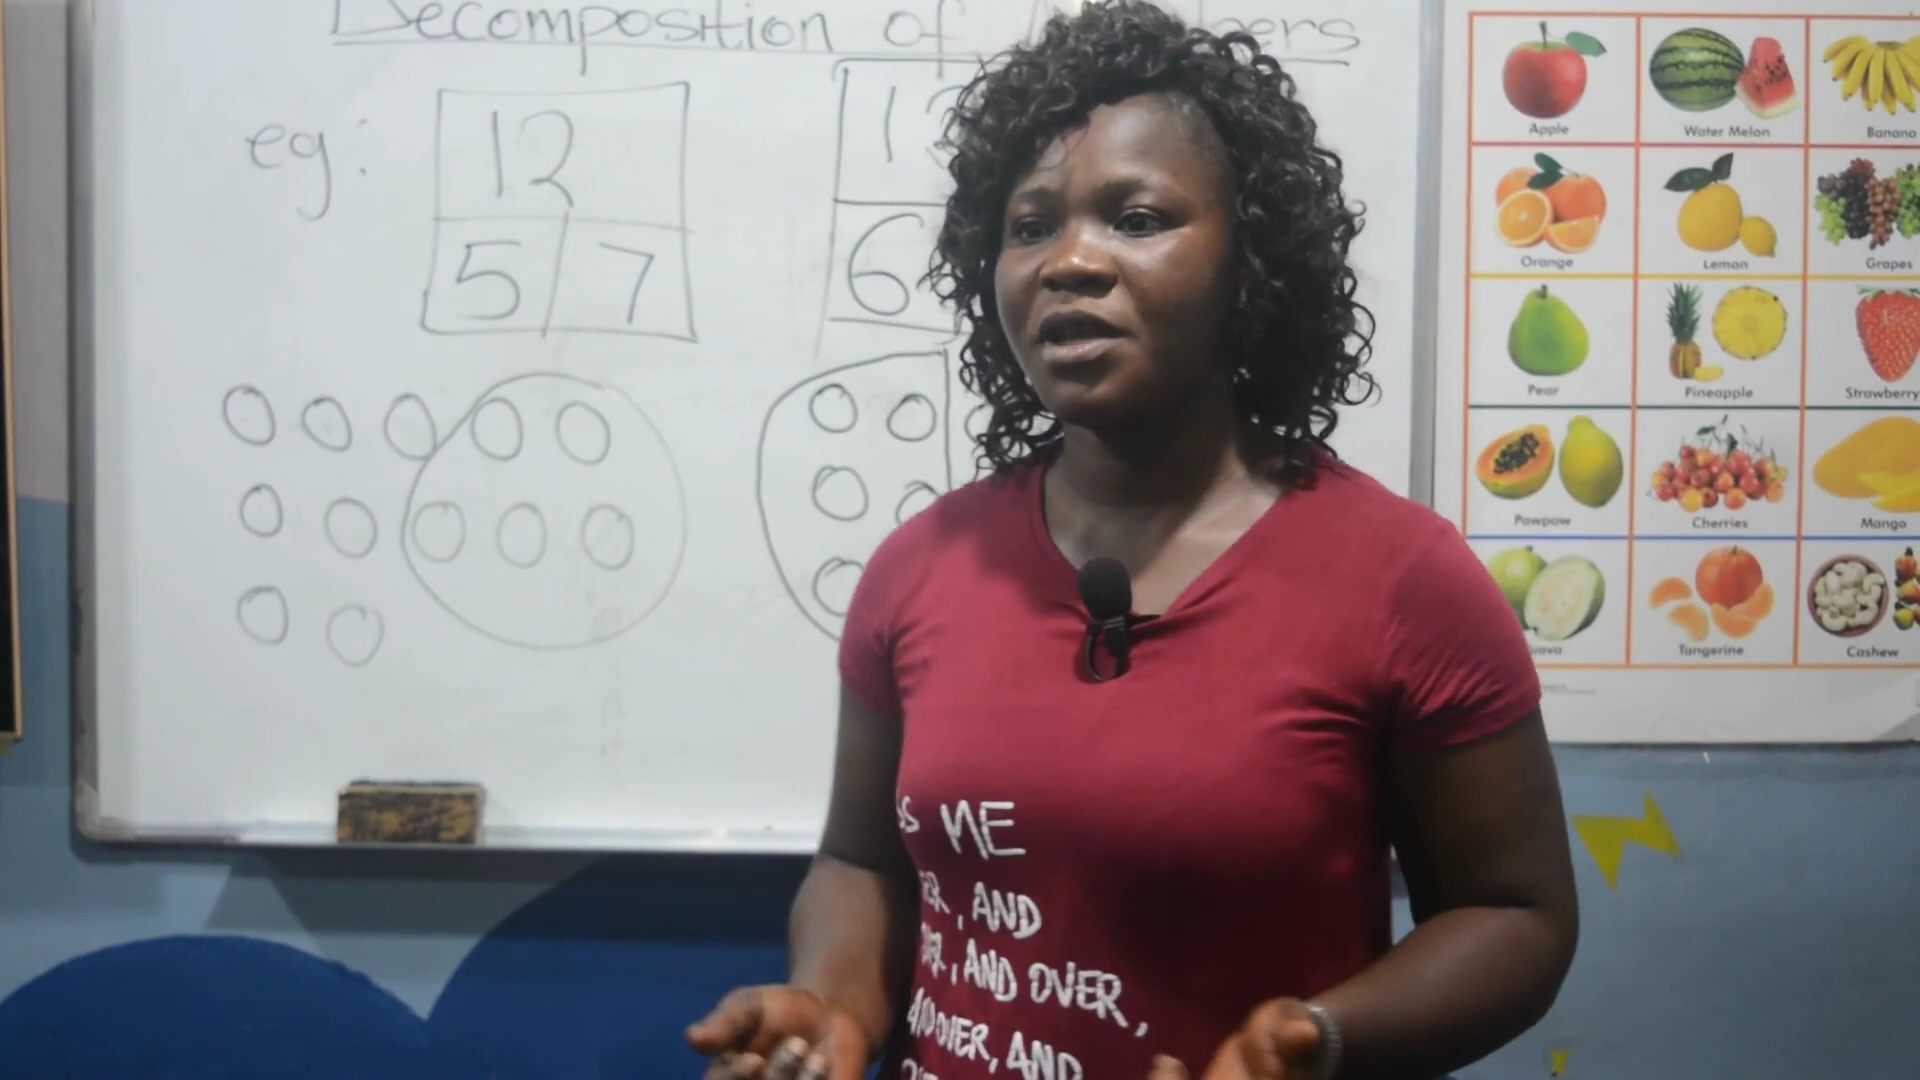 Decomposition of
eg:
12
5 7
6
Apple Water Melon Banana
Orange Lemon Grapes
Pear Pineapple Strawberry
Pawpaw Cherries Mango
Tangerine Cashew
ME
, AND
, AND OVER,
AND OVER, AND